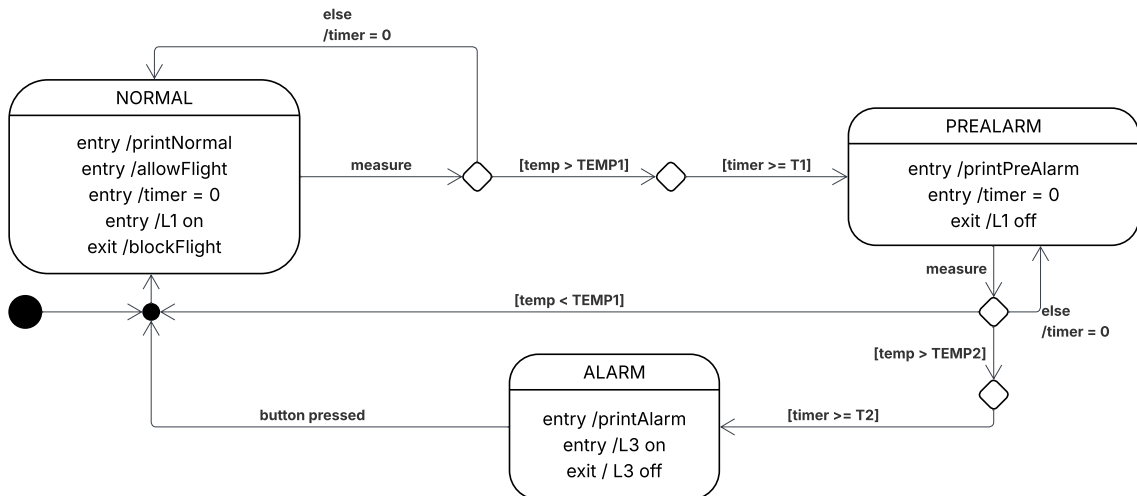 else
/timer = 0
NORMAL
entry /printNormal
entry /allowFlight
entry /timer = 0
entry /L1 on
exit /blockFlight
measure
[temp > TEMP1]
[timer >= T1]
PREALARM
entry /printPreAlarm
entry /timer = 0
exit /L1 off
measure
[temp < TEMP1]
else
/timer = 0
[temp > TEMP2]
ALARM
entry /printAlarm
entry /L3 on
exit / L3 off
button pressed
[timer >= T2]